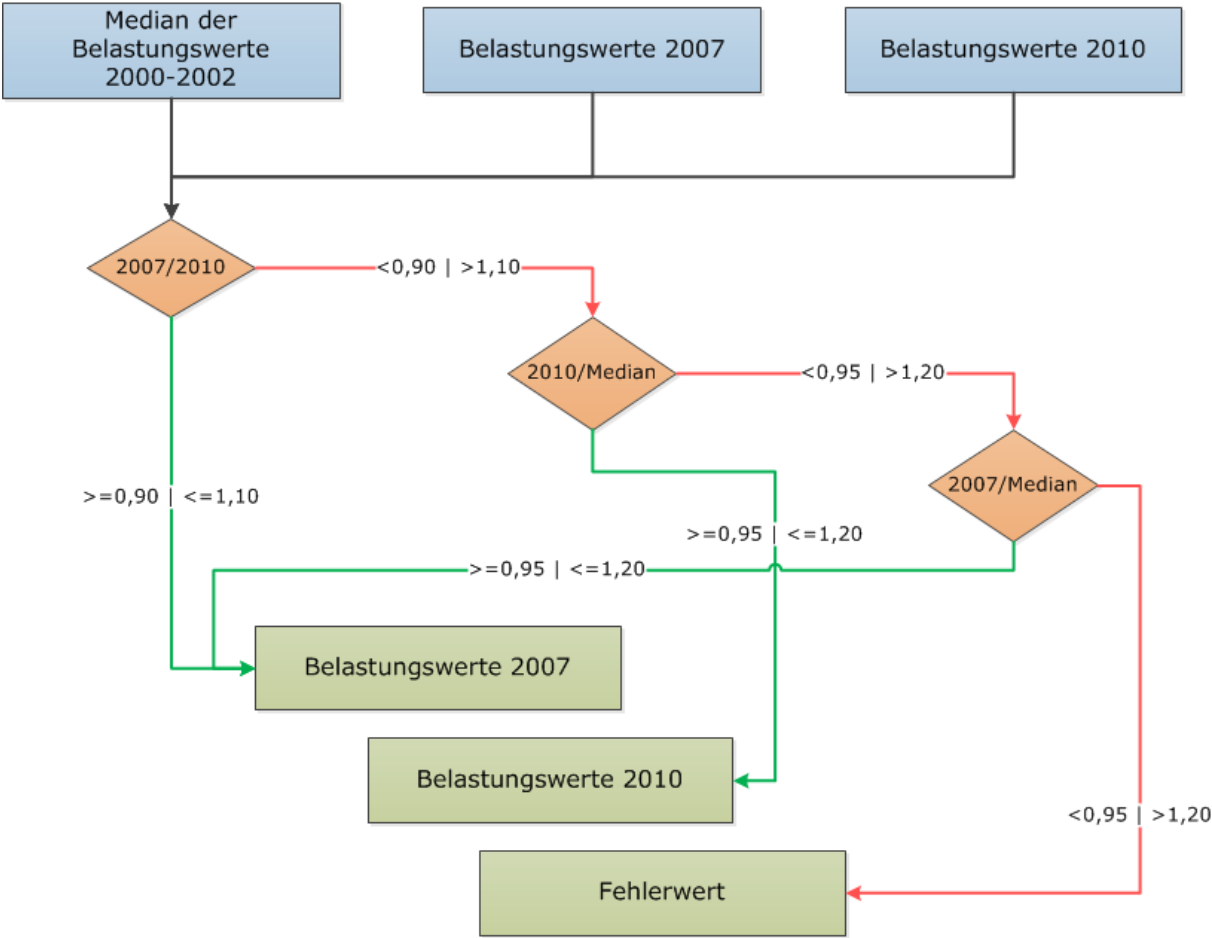 Median der
Belastungswerte
2000-2002
Belastungswerte 2007
Belastungswerte 2010
2007/2010
<0,90 | >1,10
2010/Median
<0,95 | >1,20
2007/Median
>=0,90 | <=1,10
>=0,95 | <=1,20
>=0,95 | <=1,20
Belastungswerte 2007
Belastungswerte 2010
<0,95 | >1,20
Fehlerwert